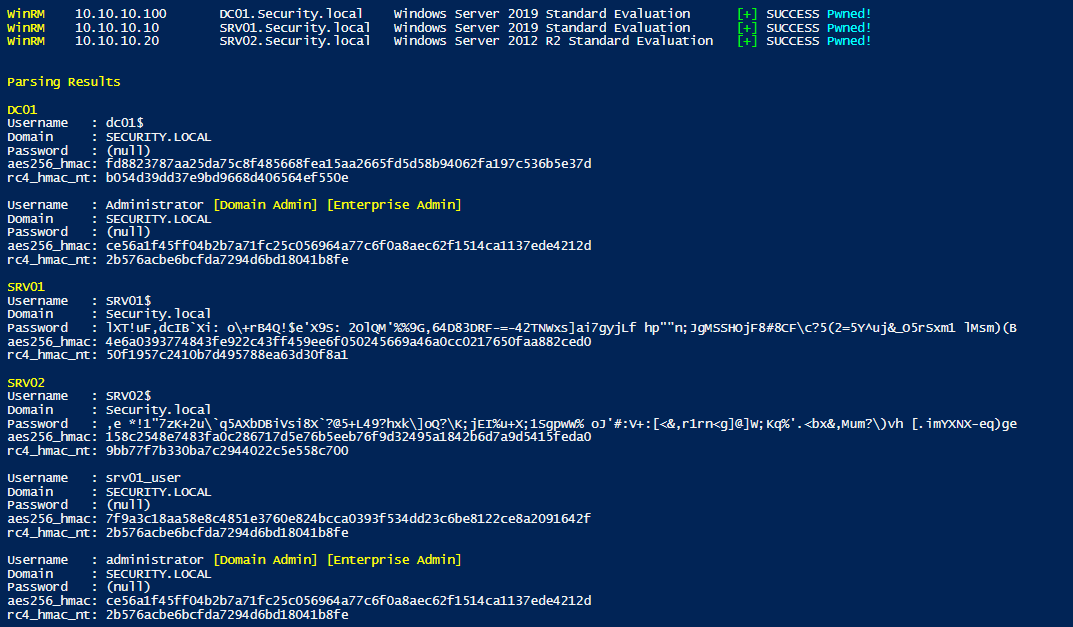 WinRM 10.10.10.100 DC01.Security.local Windows Server 2019 Standard Evaluation [+] SUCCESS Pwned!
WinRM 10.10.10.10 SRV01.Security.local Windows Server 2019 Standard Evaluation [+] SUCCESS Pwned!
WinRM 10.10.10.20 SRV02.Security.local Windows Server 2012 R2 Standard Evaluation [+] SUCCESS Pwned!
Parsing Results
DC01
Username : dc01$
Domain : SECURITY.LOCAL
Password : (null)
aes256_hmac: fd8823787aa25da75c8f485668fea15aa2665fd5d58b94062fa197c536b5e37d
rc4_hmac_nt: b054d39dd37e9bd9668d406564ef550e
Username : Administrator [Domain Admin] [Enterprise Admin]
Domain : SECURITY.LOCAL
Password : (null)
aes256_hmac: ce56a1f45ff04b2b7a71fc25c056964a77c6f0a8aec62f1514ca1137ede4212d
rc4_hmac_nt: 2b576acbe6bcfda7294d6bd18041b8fe
SRV01
Username : SRV01$
Domain : Security.local
Password : lXT!uF,dcIB`Xi: o\+rB4Q!$e'X9S: 2OlQM'%%9G,64D83DRF-=-42TNWxs]ai7gyjLf hp""n;JgMSSHOjF8#8CF\c?5(2=5Y^uj&_O5rSxm1 lMsm)(B
aes256_hmac: 4e6a0393774843fe922c43ff459ee6f050245669a46a0cc0217650faa882ced0
rc4_hmac_nt: 50f1957c2410b7d495788ea63d30f8a1
SRV02
Username : SRV02$
Domain : Security.local
Password : ,e *!1"7zK+2u\`q5AXbDBiVsi8X`?@5+L49?hxk\]oQ?\K;jEI%u+X;1SgpwW% oJ'#:V+:[<&,r1rn<g]@]W;Kq%'.<bx&,Mum?\)vh [.imYXNX-eq)ge
aes256_hmac: 158c2548e7483fa0c286717d5e76b5eeb76f9d32495a1842b6d7a9d5415feda0
rc4_hmac_nt: 9bb77f7b330ba7c2944022c5e558c700
Username : srv01_user
Domain : SECURITY.LOCAL
Password : (null)
aes256_hmac: 7f9a3c18aa58e8c4851e3760e824bcca0393f534dd23c6be8122ce8a2091642f
rc4_hmac_nt: 2b576acbe6bcfda7294d6bd18041b8fe
Username : administrator [Domain Admin] [Enterprise Admin]
Domain : SECURITY.LOCAL
Password : (null)
aes256_hmac: ce56a1f45ff04b2b7a71fc25c056964a77c6f0a8aec62f1514ca1137ede4212d
rc4_hmac_nt: 2b576acbe6bcfda7294d6bd18041b8fe